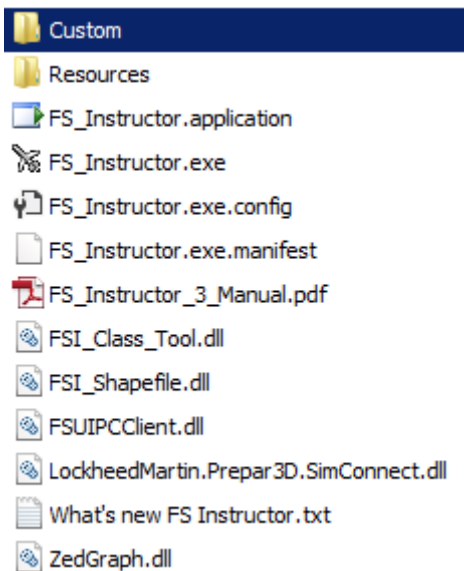 Custom
Resources
FS_Instructor.application
FS_Instructor.exe
FS_Instructor.exe.config
FS_Instructor.exe.manifest
FS_Instructor_3_Manual.pdf
FSI_Class_Tool.dll
FSI_Shapefile.dll
FSUIPCClient.dll
LockheedMartin.Prepar3D.SimConnect.dll
What's new FS Instructor.txt
ZedGraph.dll